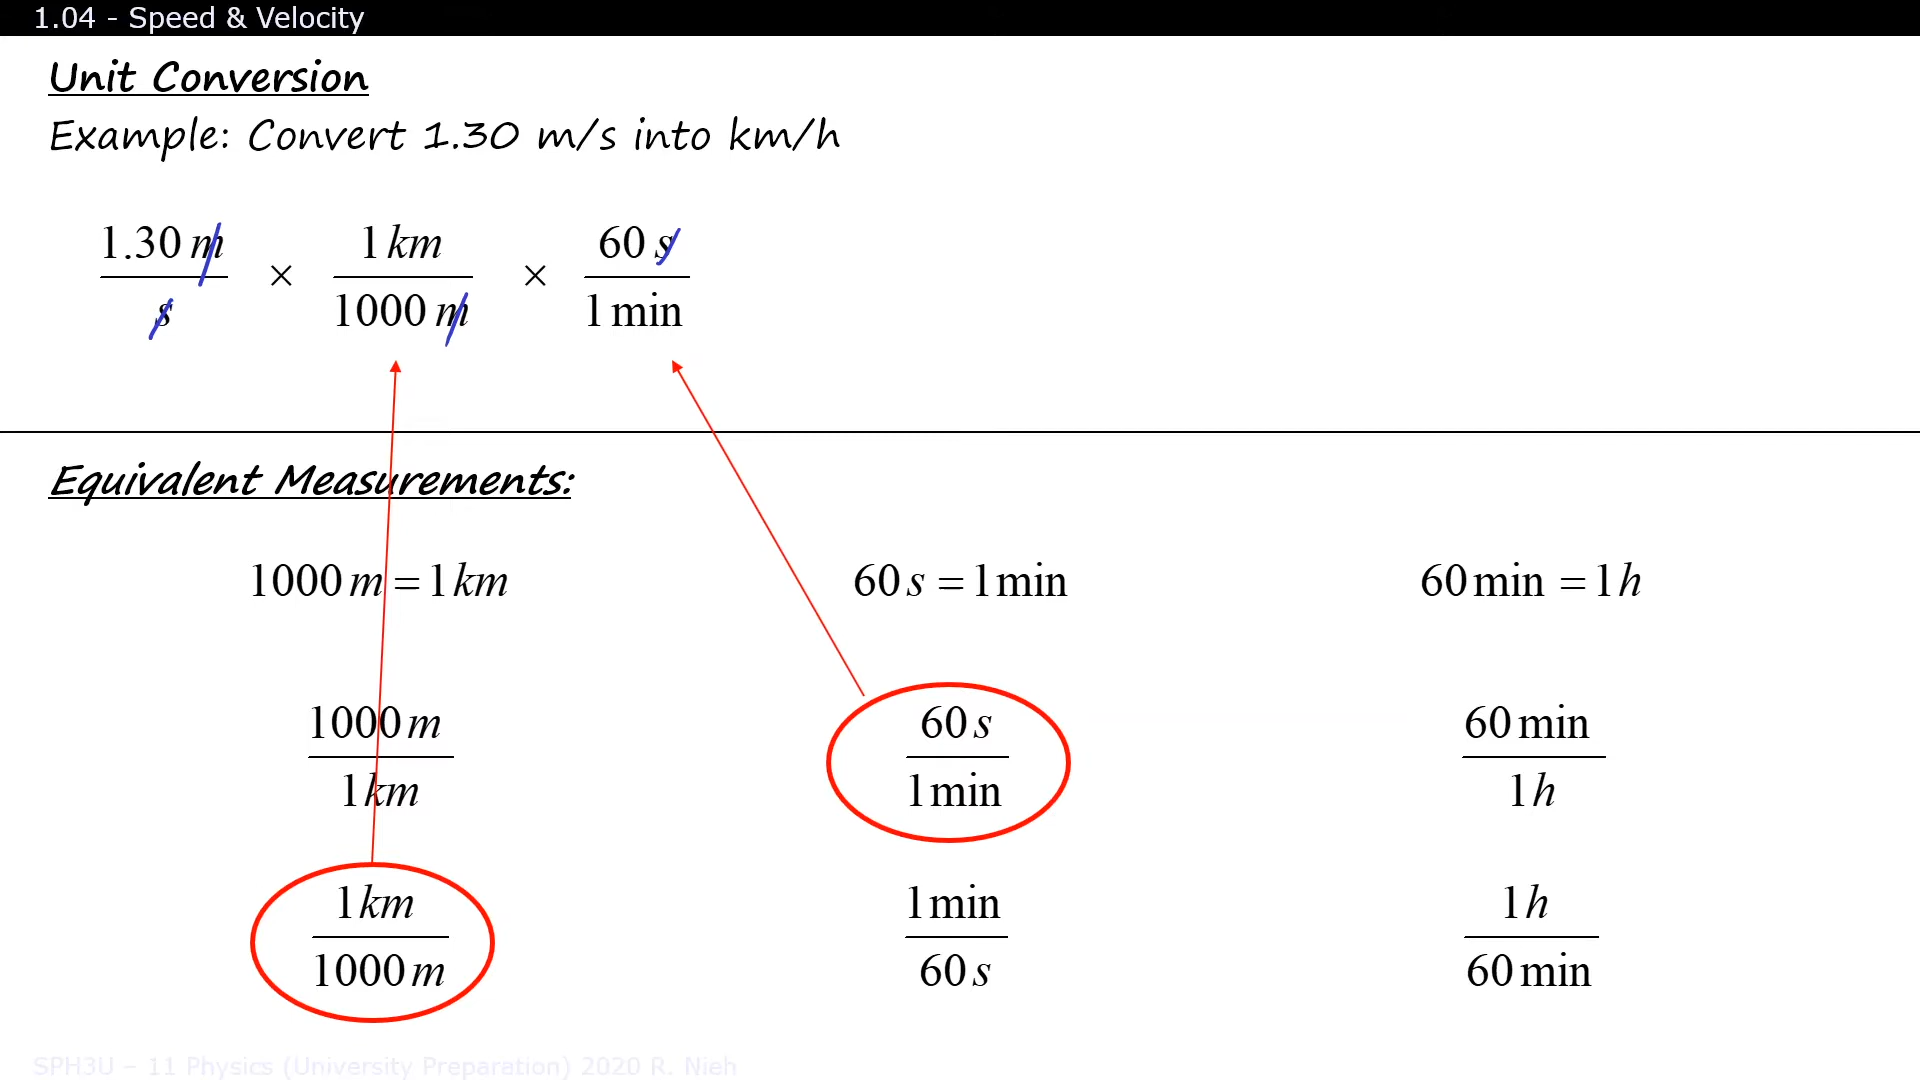 1.04 - Speed & Velocity
Unit Conversion
Example: Convert 1.30 m/s into km/h
1.30 m / s × 1 km / 1000 m × 60 s / 1 min
Equivalent Measurements:
1000 m = 1 km 60 s = 1 min 60 min = 1 h
1000 m / 1 km 60 s / 1 min 60 min / 1 h
1 km / 1000 m 1 min / 60 s 1 h / 60 min
SPH3U – 11 Physics (University Preparation) 2020 R. Nieh